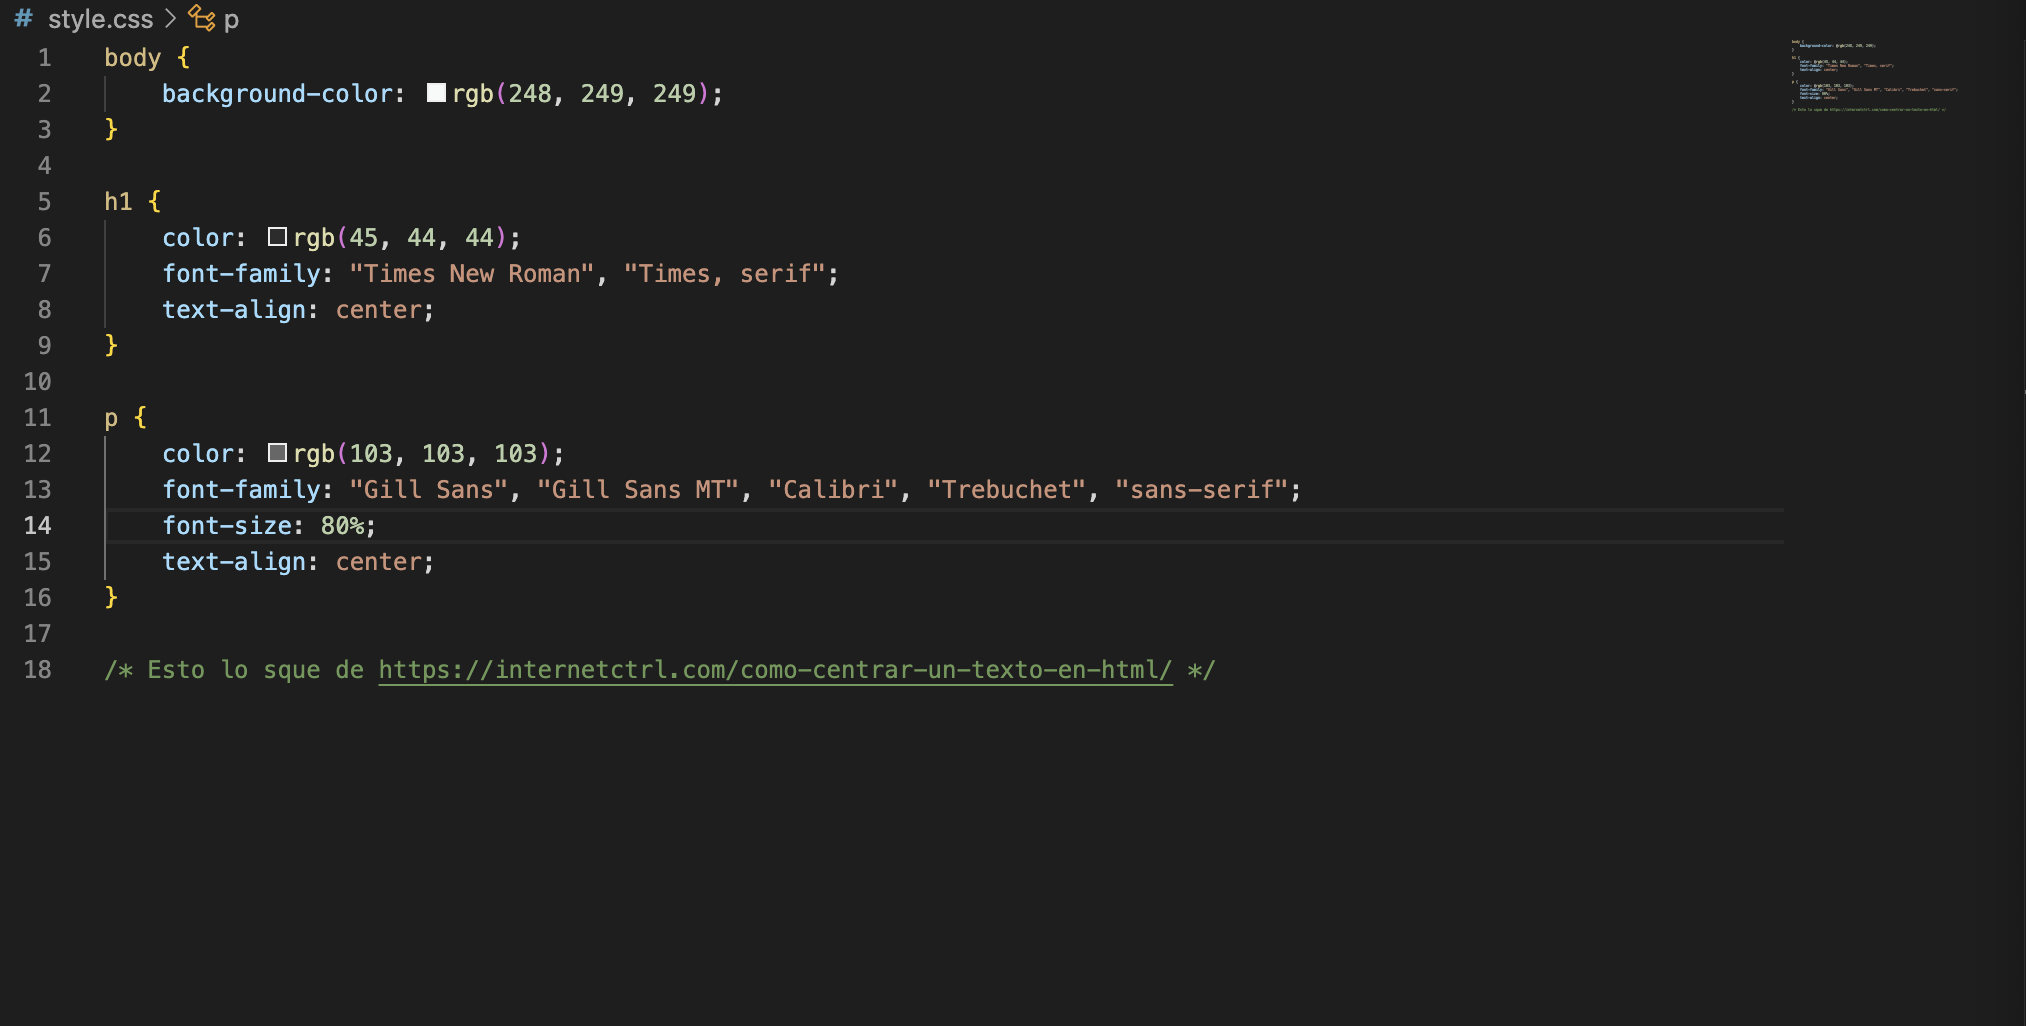 # style.css > p
1 body {
2     background-color: rgb(248, 249, 249);
3 }
4
5 h1 {
6     color: rgb(45, 44, 44);
7     font-family: "Times New Roman", "Times, serif";
8     text-align: center;
9 }
10
11 p {
12     color: rgb(103, 103, 103);
13     font-family: "Gill Sans", "Gill Sans MT", "Calibri", "Trebuchet", "sans-serif";
14     font-size: 80%;
15     text-align: center;
16 }
17
18 /* Esto lo sque de https://internetctrl.com/como-centrar-un-texto-en-html/ */